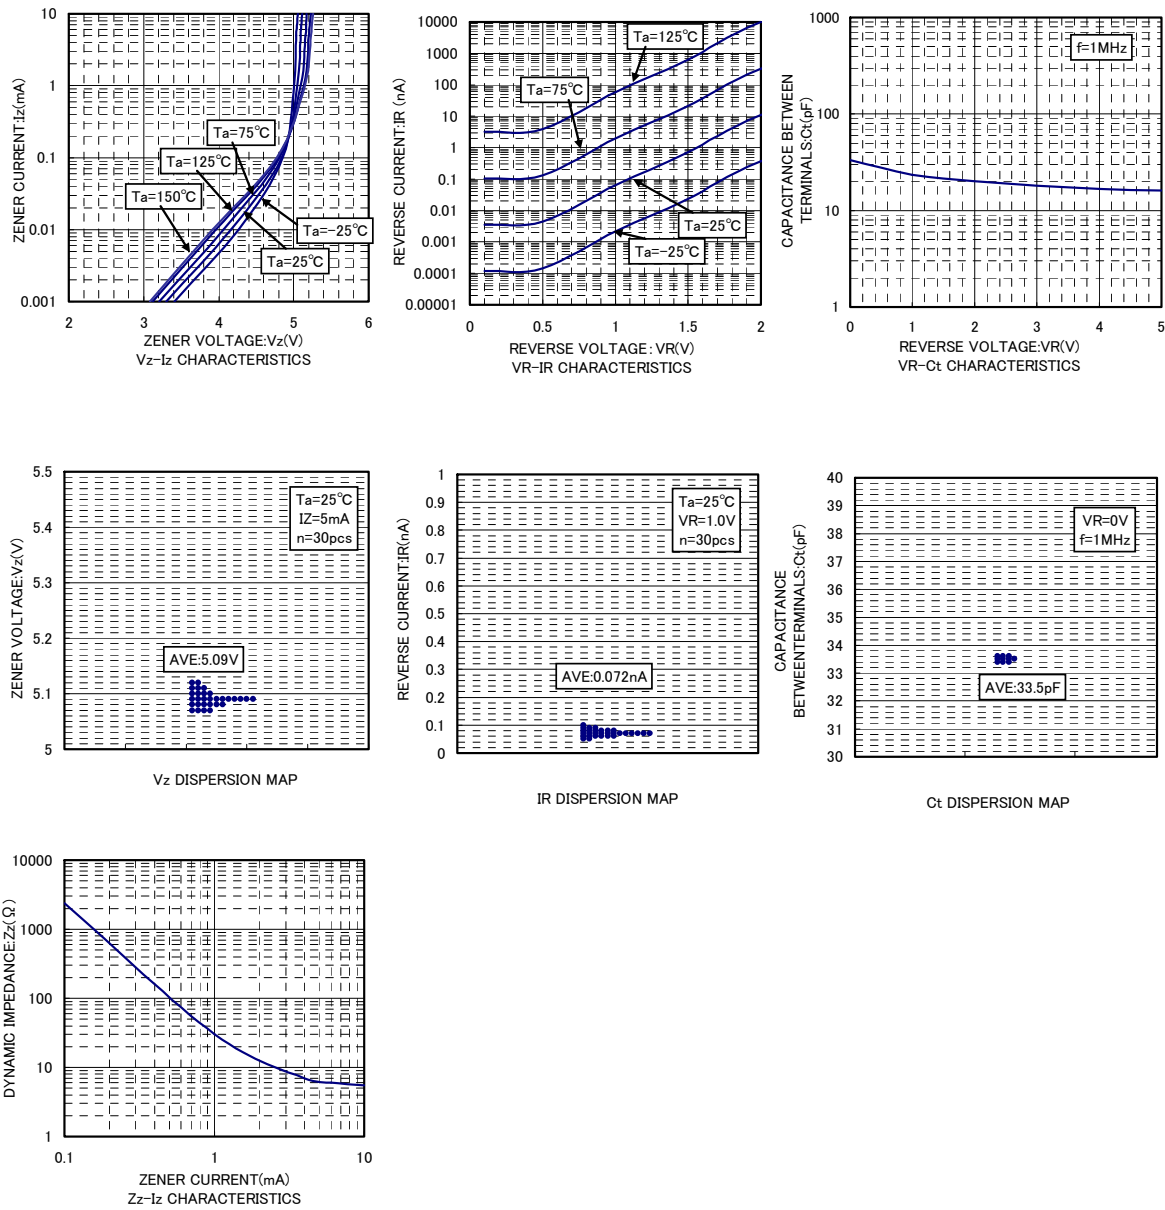 10
1
0.1
0.01
0.001
ZENER CURRENT:Iz(mA)
Ta=75℃
Ta=125℃
Ta=150℃
Ta=-25℃
Ta=25℃
2 3 4 5 6
ZENER VOLTAGE:Vz(V)
Vz-Iz CHARACTERISTICS
10000
1000
100
10
1
0.1
0.01
0.001
0.0001
0.00001
REVERSE CURRENT:IR (nA)
Ta=125℃
Ta=75℃
Ta=25℃
Ta=-25℃
0 0.5 1 1.5 2
REVERSE VOLTAGE:VR(V)
VR-IR CHARACTERISTICS
1000
100
10
1
CAPACITANCE BETWEEN
TERMINALS:Ct(pF)
f=1MHz
0 1 2 3 4 5
REVERSE VOLTAGE:VR(V)
VR-Ct CHARACTERISTICS
5.5
5.4
5.3
5.2
5.1
5
ZENER VOLTAGE:Vz(V)
Ta=25℃
IZ=5mA
n=30pcs
AVE:5.09V
Vz DISPERSION MAP
1
0.9
0.8
0.7
0.6
0.5
0.4
0.3
0.2
0.1
0
REVERSE CURRENT:IR(nA)
Ta=25℃
VR=1.0V
n=30pcs
AVE:0.072nA
IR DISPERSION MAP
40
39
38
37
36
35
34
33
32
31
30
CAPACITANCE
BETWEENTERMINALS:Ct(pF)
VR=0V
f=1MHz
AVE:33.5pF
Ct DISPERSION MAP
10000
1000
100
10
1
DYNAMIC IMPEDANCE:Zz(Ω)
0.1 1 10
ZENER CURRENT(mA)
Zz-Iz CHARACTERISTICS